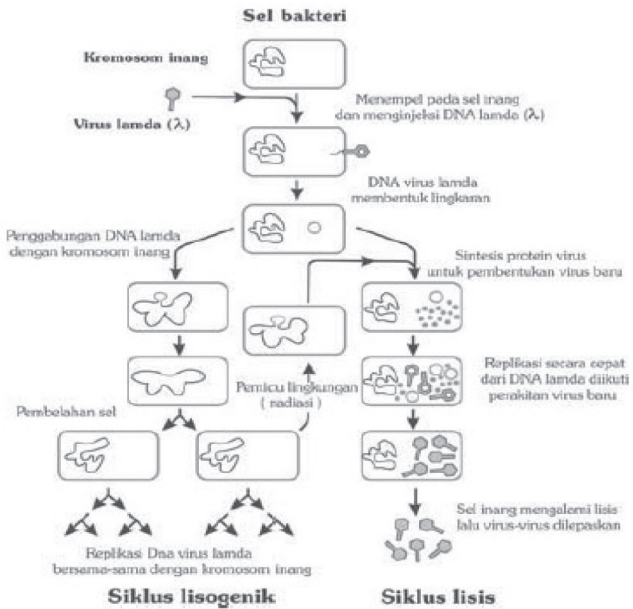 Sel bakteri
Kromosom inang
Virus lamda (λ)
Menempel pada sel inang
dan menginjeksi DNA lamda (λ)
DNA virus lamda
membentuk lingkaran
Penggabungan DNA lamda
dengan kromosom inang
Sintesis protein virus
untuk pembentukan virus baru
Replikasi secara cepat
dari DNA lamda diikuti
perakitan virus baru
Pemicu lingkungan
( radiasi )
Pembelahan sel
Sel inang mengalami lisis
lalu virus-virus dilepaskan
Replikasi Dna virus lamda
bersama-sama dengan kromosom inang
Siklus lisogenik
Siklus lisis